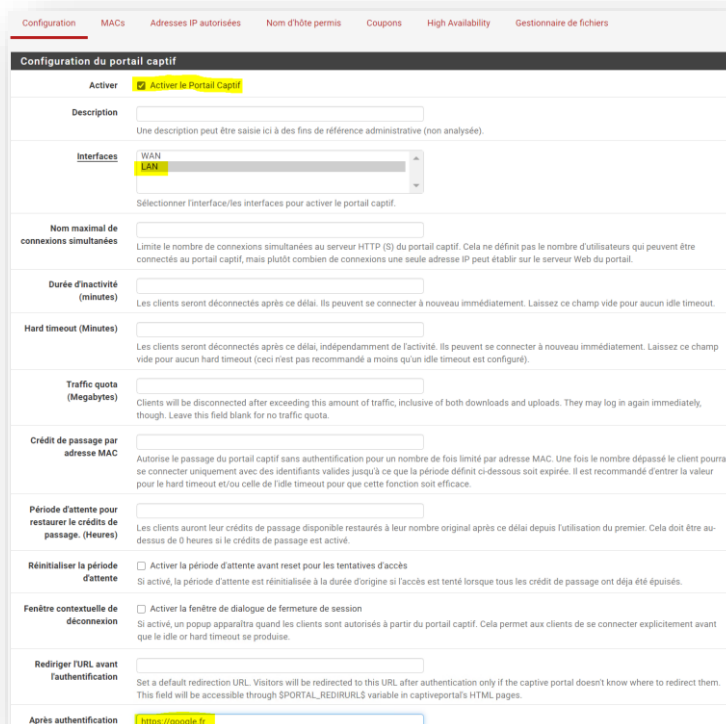 Configuration MACs Adresses IP autorisées Nom d'hôte permis Coupons High Availability Gestionnaire de fichiers
Configuration du portail captif
Activer Activer le Portail Captif
Description
Une description peut être saisie ici à des fins de référence administrative (non analysée).
Interfaces WAN
LAN
Sélectionner l'interface/les interfaces pour activer le portail captif.
Nom maximal de
connexions simultanées
Limite le nombre de connexions simultanées au serveur HTTP (S) du portail captif. Cela ne définit pas le nombre d'utilisateurs qui peuvent être
connectés au portail captif, mais plutôt combien de connexions une seule adresse IP peut établir sur le serveur Web du portail.
Durée d'inactivité
(minutes)
Les clients seront déconnectés après ce délai. Ils peuvent se connecter à nouveau immédiatement. Laissez ce champ vide pour aucun idle timeout.
Hard timeout (Minutes)
Les clients seront déconnectés après ce délai, indépendamment de l'activité. Ils peuvent se connecter à nouveau immédiatement. Laissez ce champ
vide pour aucun hard timeout (ceci n'est pas recommandé a moins qu'un idle timeout est configuré).
Traffic quota
(Megabytes)
Clients will be disconnected after exceeding this amount of traffic, inclusive of both downloads and uploads. They may log in again immediately,
though. Leave this field blank for no traffic quota.
Crédit de passage par
adresse MAC
Autorise le passage du portail captif sans authentification pour un nombre de fois limité par adresse MAC. Une fois le nombre dépassé le client pourra
se connecter uniquement avec des identifiants valides jusqu'à ce que la période définit ci-dessous soit expirée. Il est recommandé d'entrer la valeur
pour le hard timeout et/ou celle de l'idle timeout pour que cette fonction soit efficace.
Période d'attente pour
restaurer le crédits de
passage. (Heures)
Les clients auront leur crédits de passage disponible restaurés à leur nombre original après ce délai depuis l'utilisation du premier. Cela doit être au-
dessus de 0 heures si le crédits de passage est activé.
Réinitialiser la période
d'attente
Activer la période d'attente avant reset pour les tentatives d'accès
Si activé, la période d'attente est réinitialisée à la durée d'origine si l'accès est tenté lorsque tous les crédit de passage ont déja été épuisés.
Fenêtre contextuelle de
déconnexion
Activer la fenêtre de dialogue de fermeture de session
Si activé, un popup apparaîtra quand les clients sont autorisés à partir du portail captif. Cela permet aux clients de se connecter explicitement avant
que le idle or hard timeout se produise.
Rediriger l'URL avant
l'authentification
Set a default redirection URL. Visitors will be redirected to this URL after authentication only if the captive portal doesn't know where to redirect them.
This field will be accessible through $PORTAL_REDIRURL$ variable in captiveportal's HTML pages.
Après authentification https://google.fr